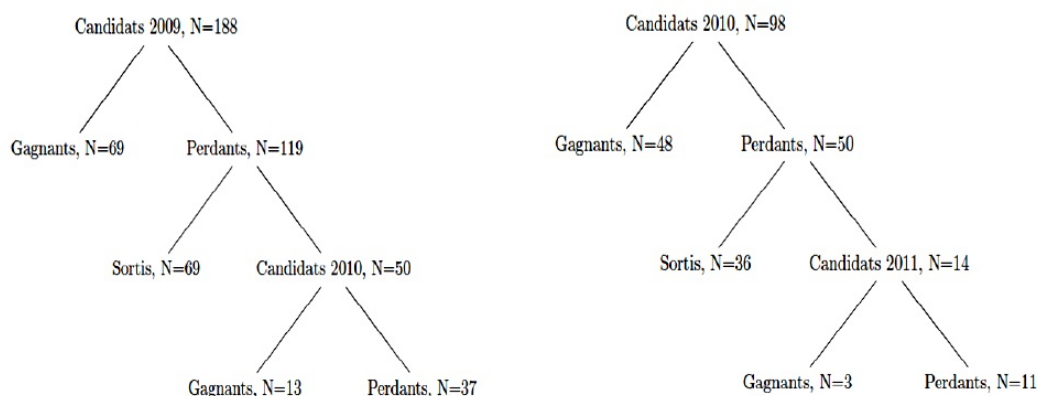 Candidats 2009, N=188
Gagnants, N=69
Perdants, N=119
Sortis, N=69
Candidats 2010, N=50
Gagnants, N=13
Perdants, N=37
Candidats 2010, N=98
Gagnants, N=48
Perdants, N=50
Sortis, N=36
Candidats 2011, N=14
Gagnants, N=3
Perdants, N=11